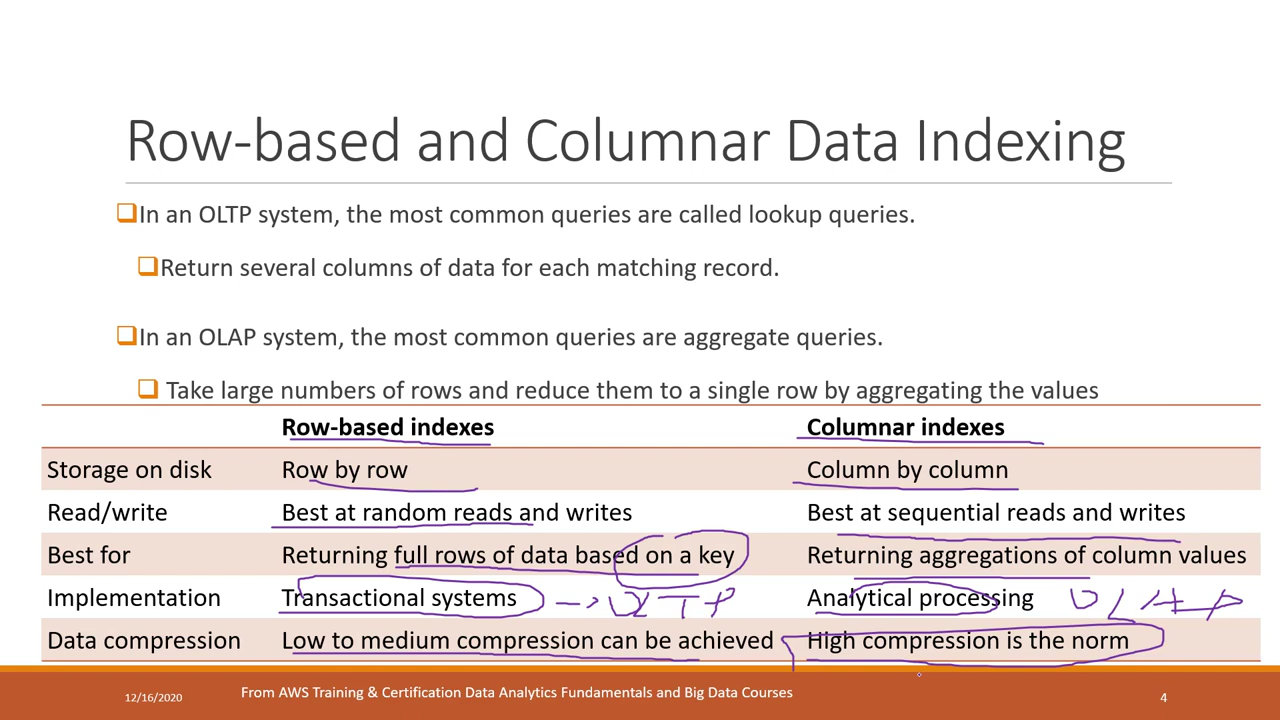 Row-based and Columnar Data Indexing
In an OLTP system, the most common queries are called lookup queries.
Return several columns of data for each matching record.
In an OLAP system, the most common queries are aggregate queries.
Take large numbers of rows and reduce them to a single row by aggregating the values
Row-based indexes Columnar indexes
Storage on disk Row by row Column by column
Read/write Best at random reads and writes Best at sequential reads and writes
Best for Returning full rows of data based on a key Returning aggregations of column values
Implementation Transactional systems → OLTP Analytical processing OLAP
Data compression Low to medium compression can be achieved High compression is the norm
12/16/2020 From AWS Training & Certification Data Analytics Fundamentals and Big Data Courses 4